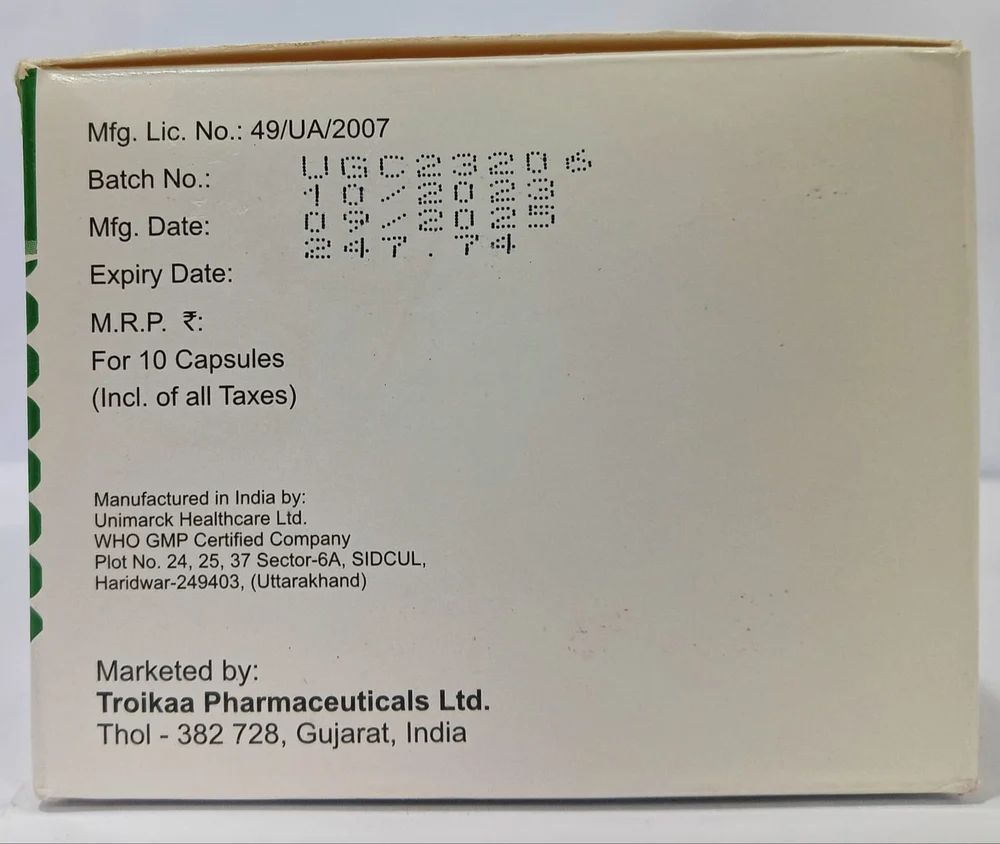 Mfg. Lic. No.: 49/UA/2007
Batch No.: UGC23206
Mfg. Date: 10/2023
Expiry Date: 09/2025
M.R.P. ₹: 247.74
For 10 Capsules
(Incl. of all Taxes)
Manufactured in India by:
Unimarck Healthcare Ltd.
WHO GMP Certified Company
Plot No. 24, 25, 37 Sector-6A, SIDCUL,
Haridwar-249403, (Uttarakhand)
Marketed by:
Troikaa Pharmaceuticals Ltd.
Thol - 382 728, Gujarat, India